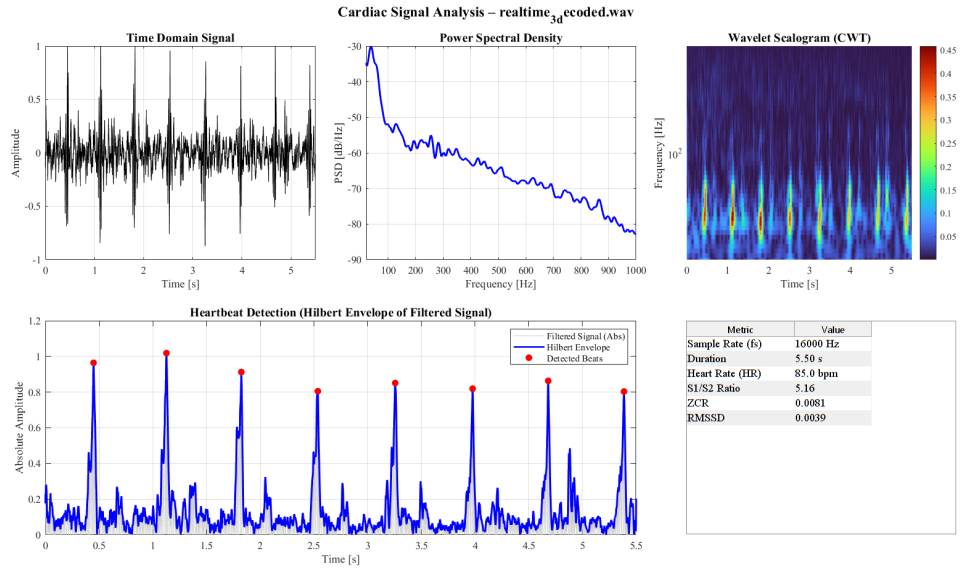 Cardiac Signal Analysis – realtime3decoded.wav
Time Domain Signal
1
0.5
0
-0.5
-1
0 1 2 3 4 5
Amplitude
Time [s]
Power Spectral Density
-30
-40
-50
-60
-70
-80
-90
100 200 300 400 500 600 700 800 900 1000
PSD [dB/Hz]
Frequency [Hz]
Wavelet Scalogram (CWT)
10²
0 1 2 3 4 5
Frequency [Hz]
Time [s]
0.45
0.4
0.35
0.3
0.25
0.2
0.15
0.1
0.05
Heartbeat Detection (Hilbert Envelope of Filtered Signal)
1.2
1
0.8
0.6
0.4
0.2
0
0 0.5 1 1.5 2 2.5 3 3.5 4 4.5 5 5.5
Absolute Amplitude
Time [s]
Filtered Signal (Abs)
Hilbert Envelope
Detected Beats
Metric Value
Sample Rate (fs) 16000 Hz
Duration 5.50 s
Heart Rate (HR) 85.0 bpm
S1/S2 Ratio 5.16
ZCR 0.0081
RMSSD 0.0039